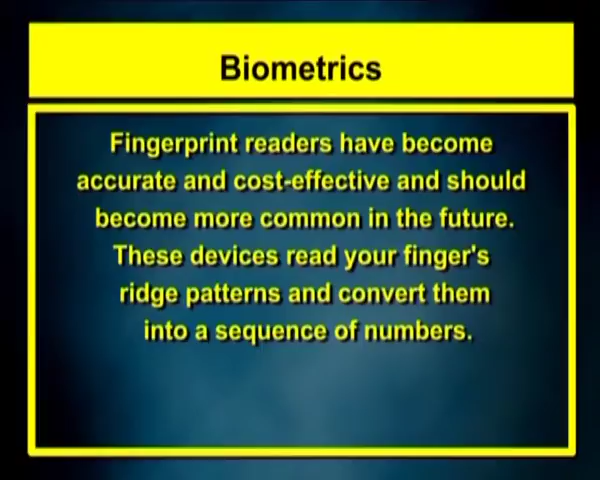 Biometrics
Fingerprint readers have become
accurate and cost-effective and should
become more common in the future.
These devices read your finger's
ridge patterns and convert them
into a sequence of numbers.